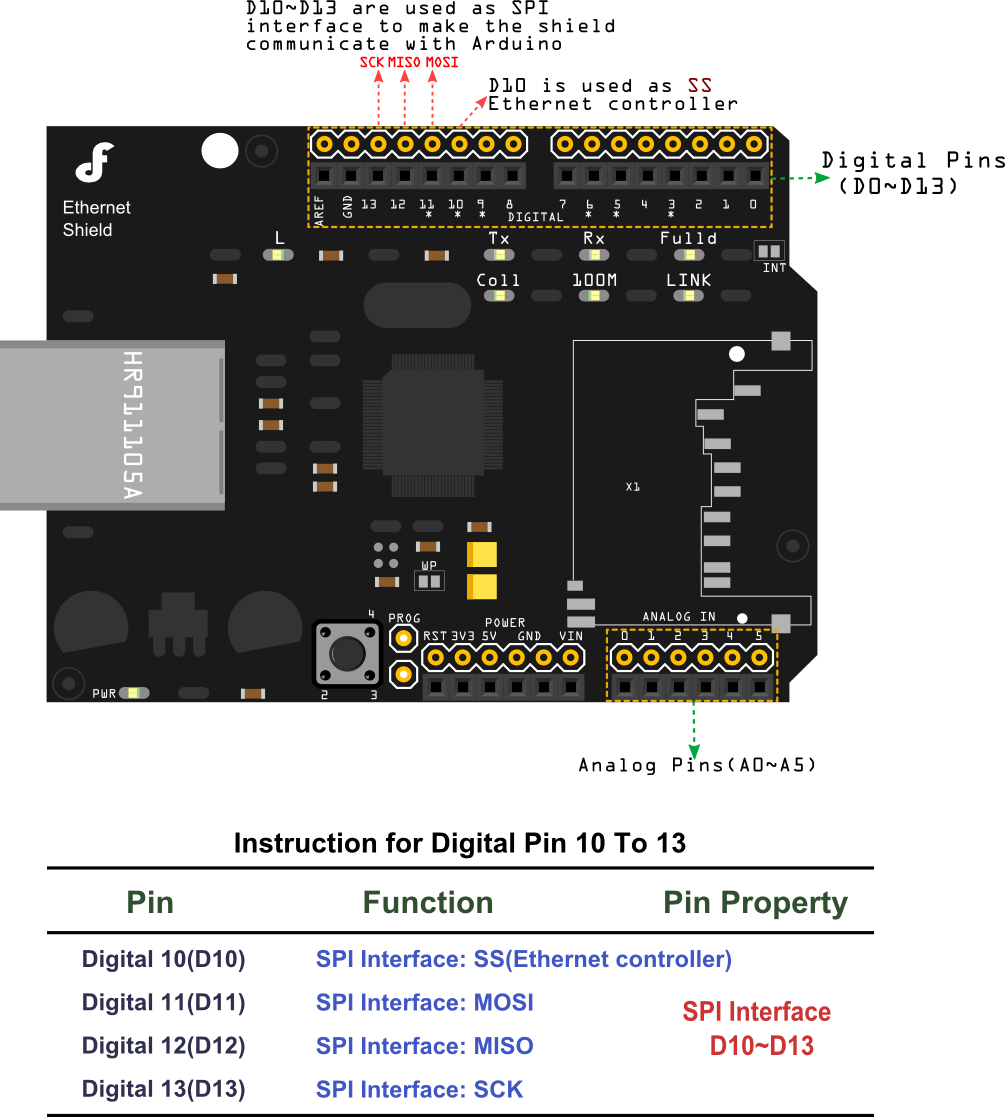 D10~D13 are used as SPI
interface to make the shield
communicate with Arduino
SCK MISO MOSI
D10 is used as SS
Ethernet controller
Digital Pins
(D0~D13)
Ethernet
Shield
AREF GND 13 12 11 10 9 8 7 6 5 4 3 2 1 0
* * * * * *
DIGITAL
L Tx Rx Fulld
INT
Coll 100M LINK
HR911105A
X1
WP
4 PROG
POWER
ANALOG IN
RST 3V3 5V GND VIN
0 1 2 3 4 5
PWR
2 3
Analog Pins(A0~A5)
Instruction for Digital Pin 10 To 13
Pin Function Pin Property
Digital 10(D10) SPI Interface: SS(Ethernet controller)
Digital 11(D11) SPI Interface: MOSI
SPI Interface
D10~D13
Digital 12(D12) SPI Interface: MISO
Digital 13(D13) SPI Interface: SCK